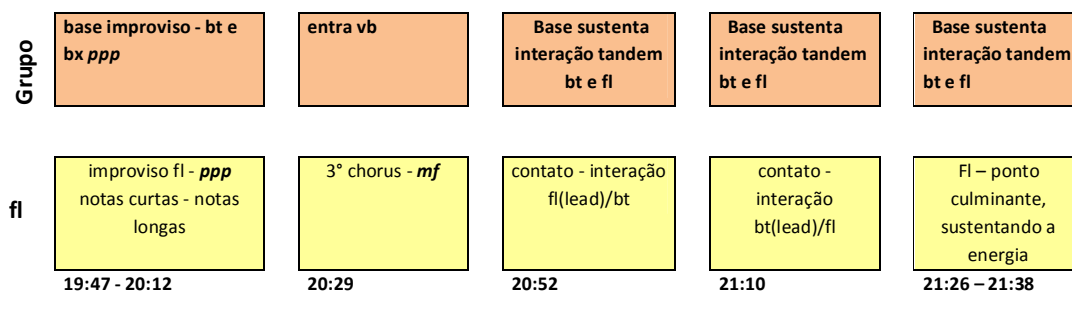 Grupo
base improviso - bt e
bx ppp
entra vb
Base sustenta
interação tandem
bt e fl
Base sustenta
interação tandem
bt e fl
Base sustenta
interação tandem
bt e fl
fl
improviso fl - ppp
notas curtas - notas
longas
3° chorus - mf
contato - interação
fl(lead)/bt
contato -
interação
bt(lead)/fl
Fl – ponto
culminante,
sustentando a
energia
19:47 - 20:12
20:29
20:52
21:10
21:26 – 21:38